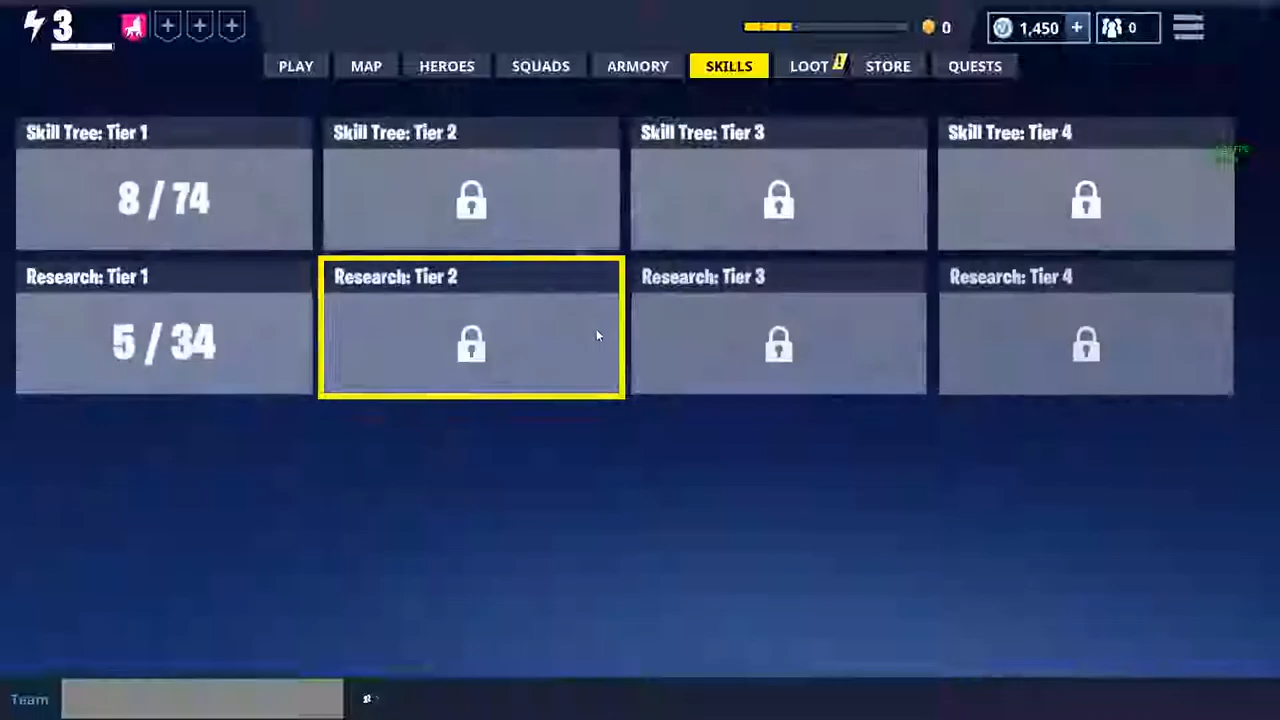 3
0
1,450 +
0
PLAY MAP HEROES SQUADS ARMORY SKILLS LOOT ! STORE QUESTS
Skill Tree: Tier 1 Skill Tree: Tier 2 Skill Tree: Tier 3 Skill Tree: Tier 4
8 / 74
Research: Tier 1 Research: Tier 2 Research: Tier 3 Research: Tier 4
5 / 34
Team